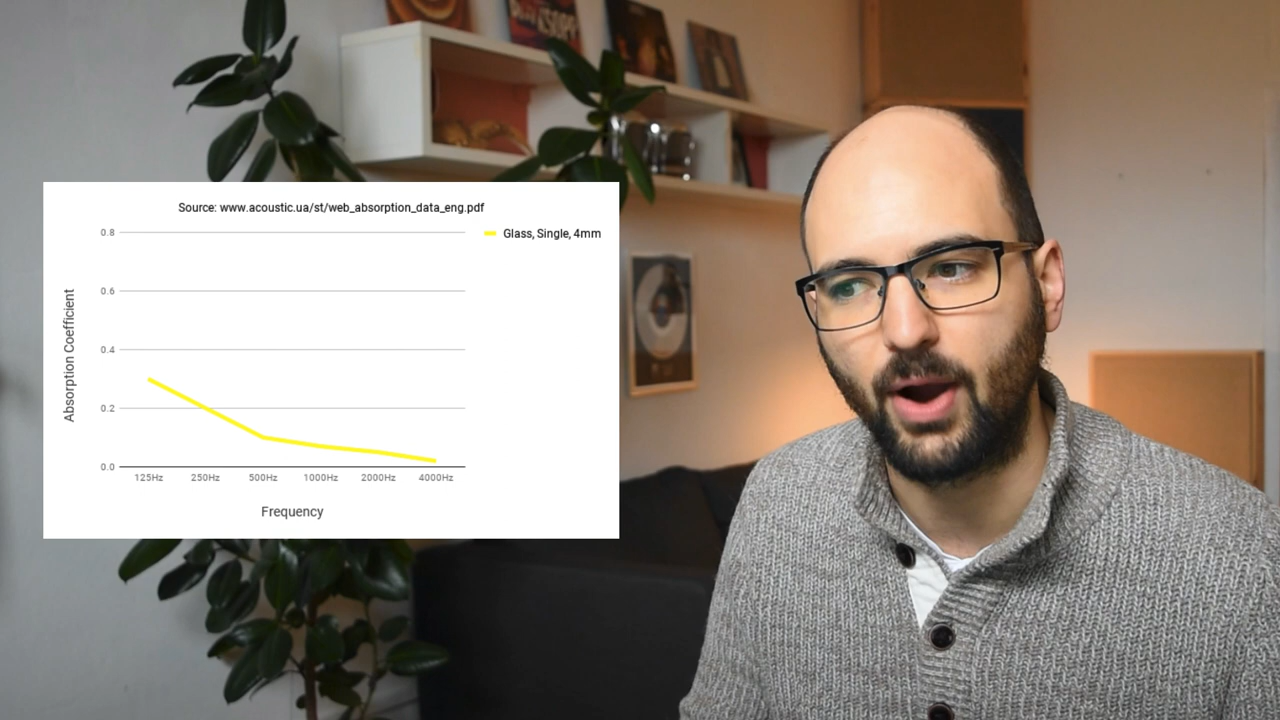 RÖYKSOPP
Source: www.acoustic.ua/st/web_absorption_data_eng.pdf
Glass, Single, 4mm
Absorption Coefficient
0.8
0.6
0.4
0.2
0.0
125Hz 250Hz 500Hz 1000Hz 2000Hz 4000Hz
Frequency